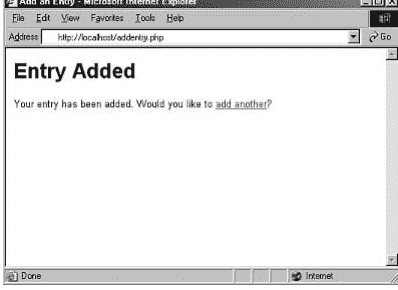 Add an Entry - Microsoft Internet Explorer
File Edit View Favorites Tools Help
Address http://localhost/addentry.php Go
Entry Added
Your entry has been added. Would you like to add another?
Done Internet